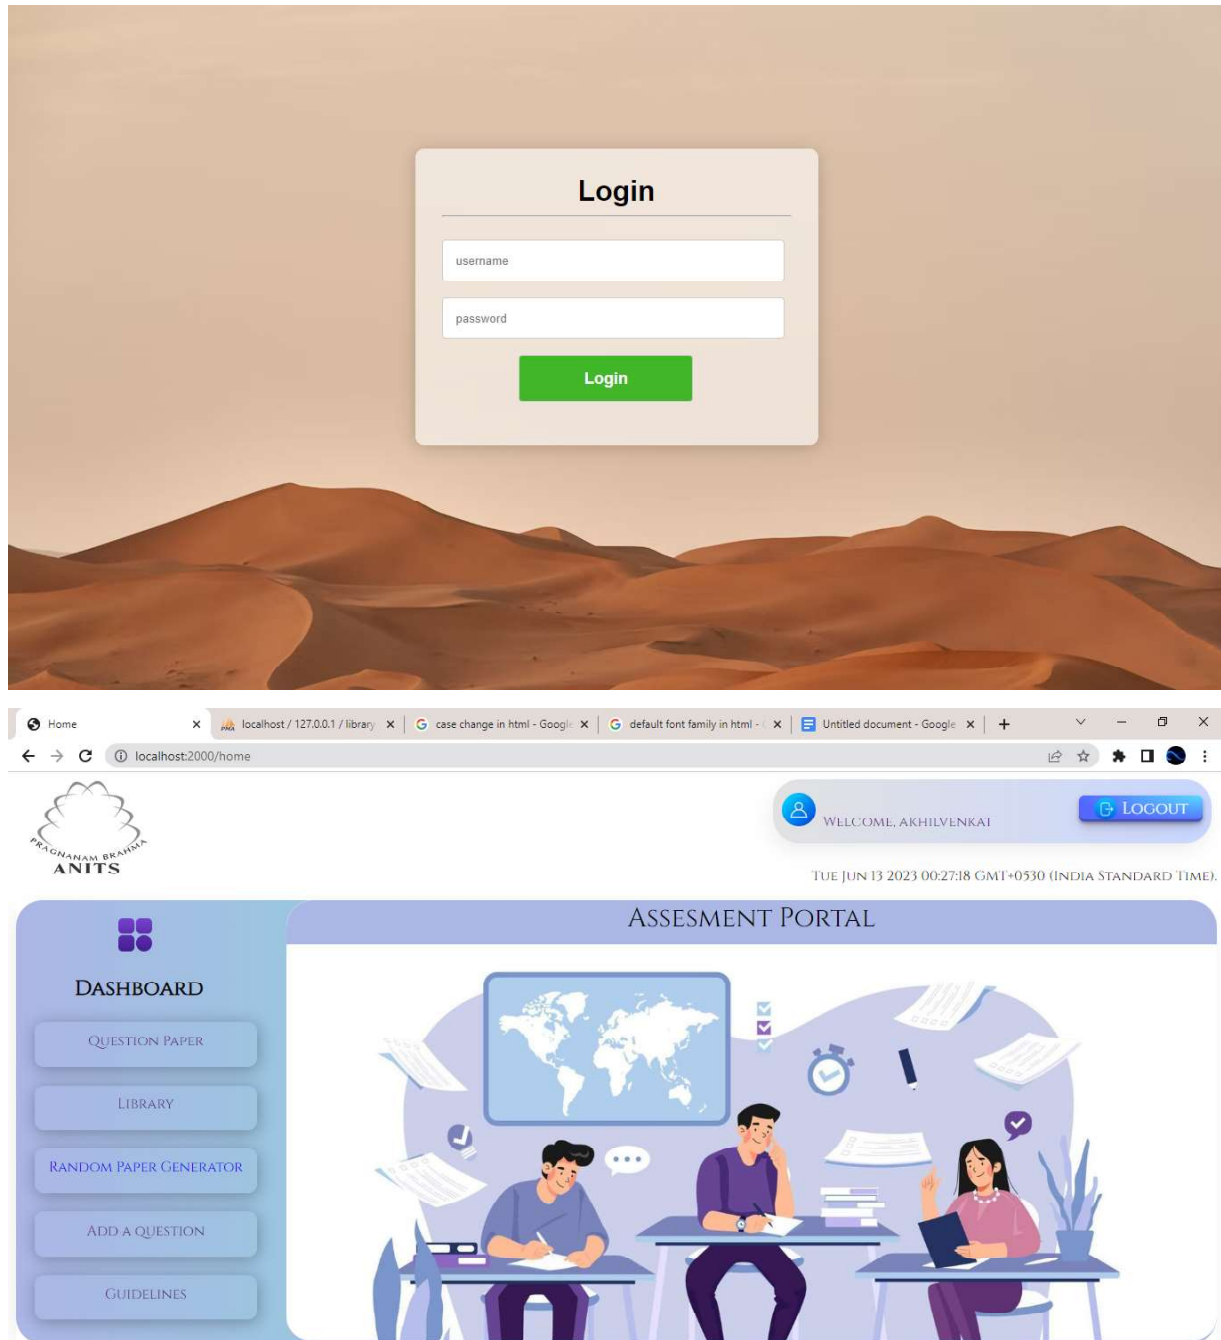 Login
username
password
Login
Home
localhost / 127.0.0.1 / library
case change in html - Google
default font family in html -
Untitled document - Google
localhost:2000/home
PRAGNANAM BRAHMA
ANITS
Welcome, akhilvenkat
Logout
Tue Jun 13 2023 00:27:18 GMT+0530 (India Standard Time).
Assesment Portal
Dashboard
Question Paper
Library
Random Paper Generator
Add a question
Guidelines